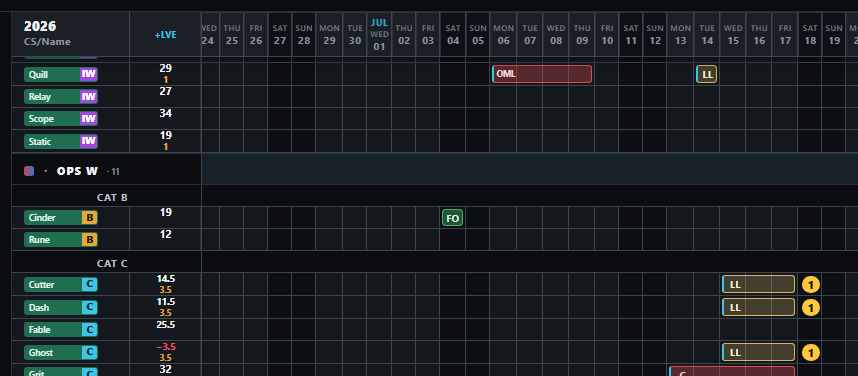 2026
CS/Name
+LVE
WED 24 THU 25 FRI 26 SAT 27 SUN 28 MON 29 TUE 30 JUL WED 01 THU 02 FRI 03 SAT 04 SUN 05 MON 06 TUE 07 WED 08 THU 09 FRI 10 SAT 11 SUN 12 MON 13 TUE 14 WED 15 THU 16 FRI 17 SAT 18 SUN 19
Quill IW 29 OML LL
1
Relay IW 27
Scope IW 34
Static IW 19
1
· OPS W · 11
CAT B
Cinder B 19 FO
Rune B 12
CAT C
Cutter C 14.5 LL 1
3.5
Dash C 11.5 LL 1
3.5
Fable C 25.5
Ghost C −3.5 LL 1
3.5
Grit C 32